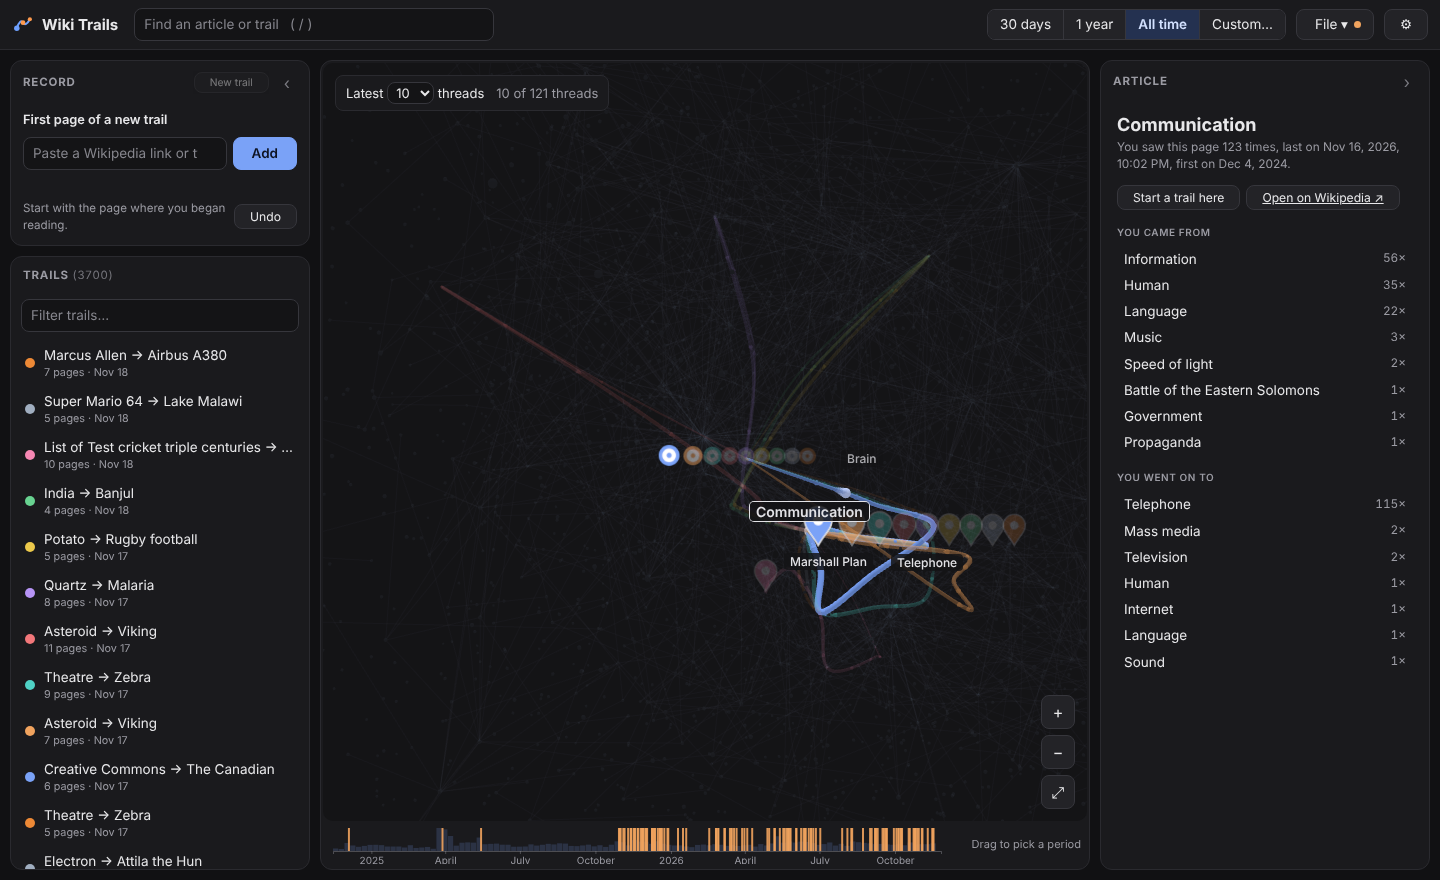 Wiki Trails
Find an article or trail ( / )
30 days
1 year
All time
Custom...
File ▾
RECORD
New trail
First page of a new trail
Paste a Wikipedia link or t
Add
Start with the page where you began
reading.
Undo
TRAILS (3700)
Filter trails...
Marcus Allen → Airbus A380
7 pages · Nov 18
Super Mario 64 → Lake Malawi
5 pages · Nov 18
List of Test cricket triple centuries → ...
10 pages · Nov 18
India → Banjul
4 pages · Nov 18
Potato → Rugby football
5 pages · Nov 18
Quartz → Malaria
8 pages · Nov 17
Asteroid → Viking
11 pages · Nov 17
Theatre → Zebra
9 pages · Nov 17
Asteroid → Viking
7 pages · Nov 17
Creative Commons → The Canadian
6 pages · Nov 17
Theatre → Zebra
5 pages · Nov 17
Electron → Attila the Hun
Latest 10 threads 10 of 121 threads
Brain
Communication
Marshall Plan
Telephone
+
−
2025
April
July
October
2026
April
July
October
Drag to pick a period
ARTICLE
Communication
You saw this page 123 times, last on Nov 16, 2026,
10:02 PM, first on Dec 4, 2024.
Start a trail here
Open on Wikipedia ↗
YOU CAME FROM
Information 56×
Human 35×
Language 22×
Music 3×
Speed of light 2×
Battle of the Eastern Solomons 1×
Government 1×
Propaganda 1×
YOU WENT ON TO
Telephone 115×
Mass media 2×
Television 2×
Human 1×
Internet 1×
Language 1×
Sound 1×